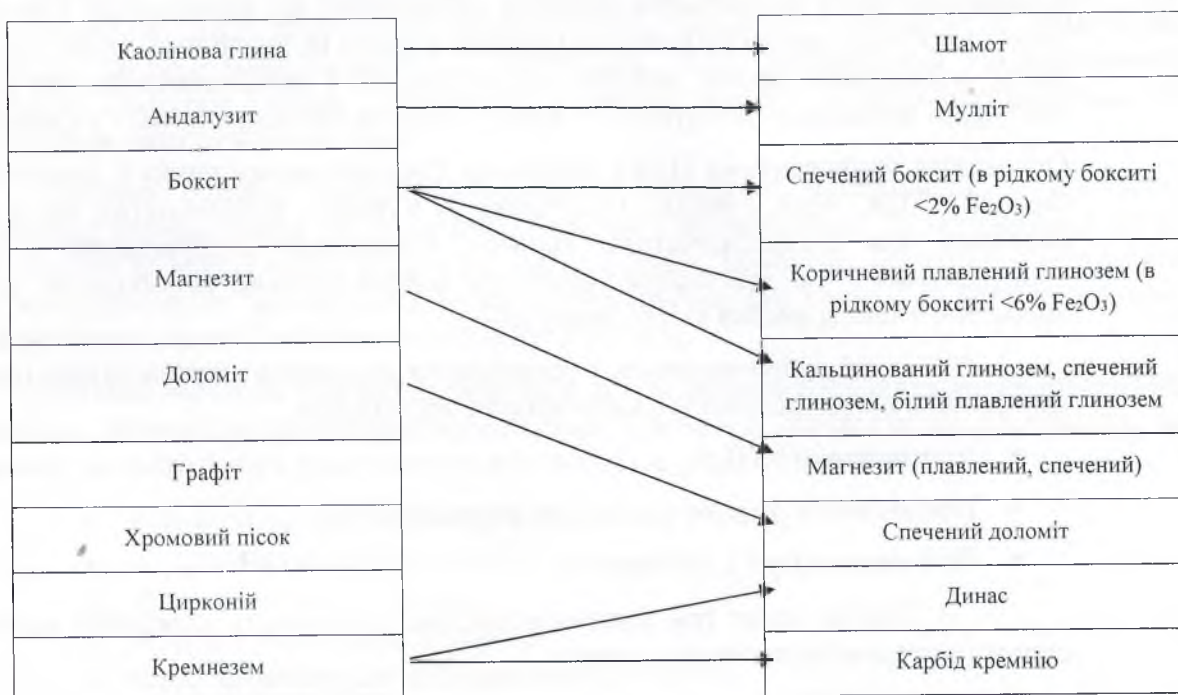 Каолінова глина
Андалузит
Боксит
Магнезит
Доломіт
Графіт
Хромовий пісок
Цирконій
Кремнезем
Шамот
Мулліт
Спечений боксит (в рідкому бокситі
<2% Fe₂O₃)
Коричневий плавлений глинозем (в
рідкому бокситі <6% Fe₂O₃)
Кальцинований глинозем, спечений
глинозем, білий плавлений глинозем
Магнезит (плавлений, спечений)
Спечений доломіт
Динас
Карбід кремнію